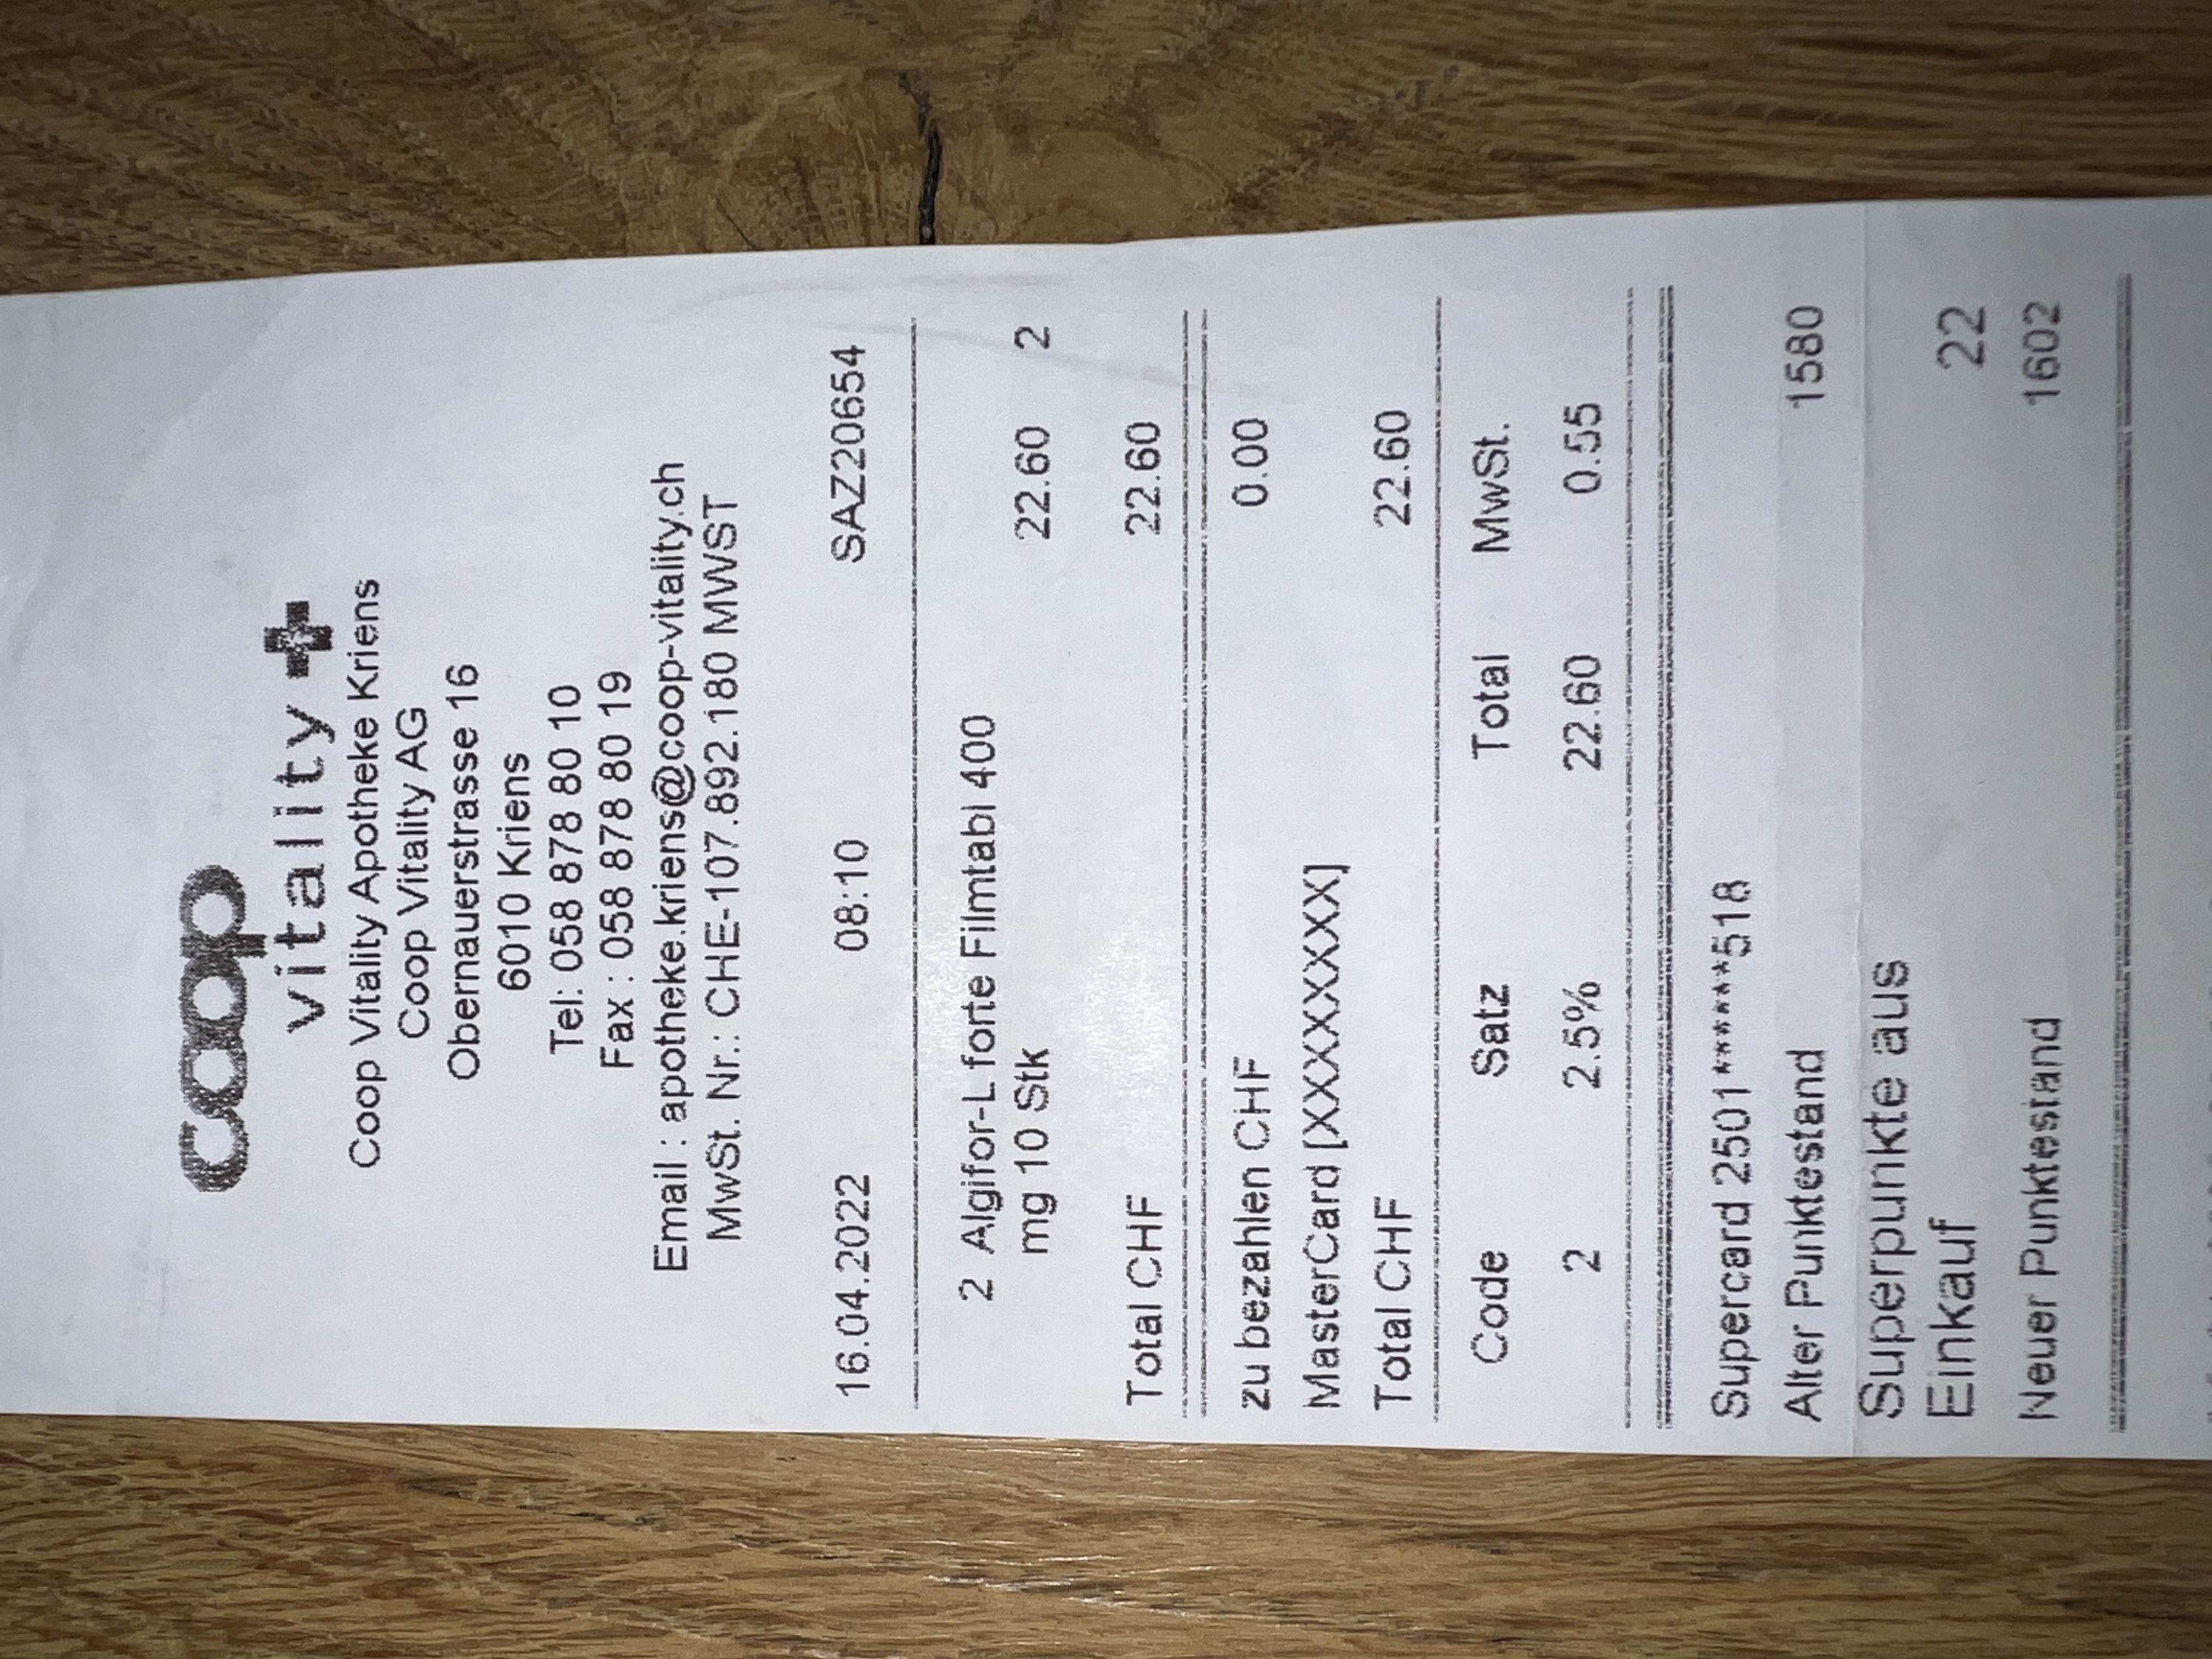 coop
vitality
Coop Vitality Apotheke Kriens
Coop Vitality AG
Obernauerstrasse 16
6010 Kriens
Tel: 058 878 80 10
Fax : 058 878 80 19
Email : apotheke.kriens@coop-vitality.ch
MwSt. Nr.: CHE-107.892.180 MWST
16.04.2022 08:10 SAZ20654
2 Algifor-L forte Filmtabl 400
mg 10 Stk 22.60 2
Total CHF 22.60
zu bezahlen CHF 0.00
MasterCard [XXXXXXXX]
Total CHF 22.60
Code Satz Total MwSt.
2 2.5% 22.60 0.55
Supercard 2501******518
Alter Punktestand 1580
Superpunkte aus
Einkauf 22
Neuer Punktestand 1602